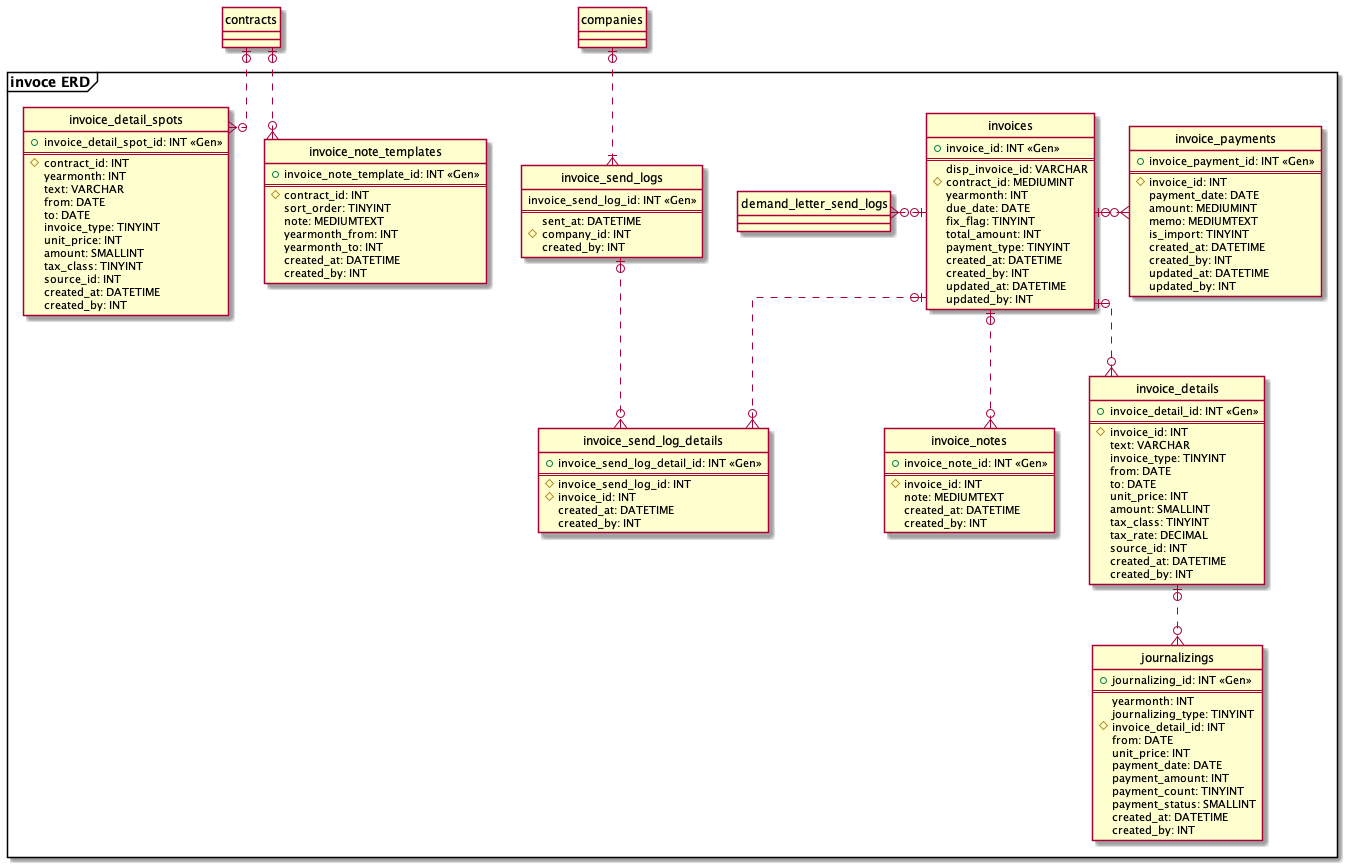 contracts
companies
invoce ERD
invoice_detail_spots
invoice_detail_spot_id: INT «Gen»
contract_id: INT
yearmonth: INT
text: VARCHAR
from: DATE
to: DATE
invoice_type: TINYINT
unit_price: INT
amount: SMALLINT
tax_class: TINYINT
source_id: INT
created_at: DATETIME
created_by: INT
invoice_note_templates
invoice_note_template_id: INT «Gen»
contract_id: INT
sort_order: TINYINT
note: MEDIUMTEXT
yearmonth_from: INT
yearmonth_to: INT
created_at: DATETIME
created_by: INT
invoice_send_logs
invoice_send_log_id: INT «Gen»
sent_at: DATETIME
company_id: INT
created_by: INT
demand_letter_send_logs
invoices
invoice_id: INT «Gen»
disp_invoice_id: VARCHAR
contract_id: MEDIUMINT
yearmonth: INT
due_date: DATE
fix_flag: TINYINT
total_amount: INT
payment_type: TINYINT
created_at: DATETIME
created_by: INT
updated_at: DATETIME
updated_by: INT
invoice_payments
invoice_payment_id: INT «Gen»
invoice_id: INT
payment_date: DATE
amount: MEDIUMINT
memo: MEDIUMTEXT
is_import: TINYINT
created_at: DATETIME
created_by: INT
updated_at: DATETIME
updated_by: INT
invoice_send_log_details
invoice_send_log_detail_id: INT «Gen»
invoice_send_log_id: INT
invoice_id: INT
created_at: DATETIME
created_by: INT
invoice_notes
invoice_note_id: INT «Gen»
invoice_id: INT
note: MEDIUMTEXT
created_at: DATETIME
created_by: INT
invoice_details
invoice_detail_id: INT «Gen»
invoice_id: INT
text: VARCHAR
invoice_type: TINYINT
from: DATE
to: DATE
unit_price: INT
amount: SMALLINT
tax_class: TINYINT
tax_rate: DECIMAL
source_id: INT
created_at: DATETIME
created_by: INT
journalizings
journalizing_id: INT «Gen»
yearmonth: INT
journalizing_type: TINYINT
invoice_detail_id: INT
from: DATE
unit_price: INT
payment_date: DATE
payment_amount: INT
payment_count: TINYINT
payment_status: SMALLINT
created_at: DATETIME
created_by: INT